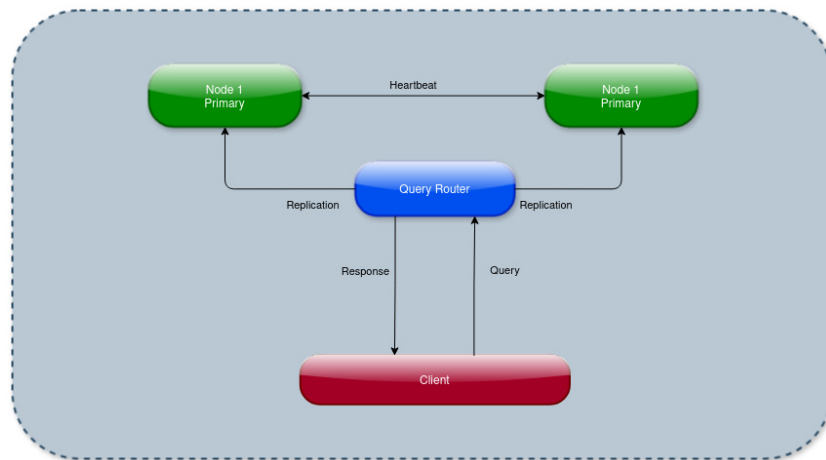 Node 1
Primary
Heartbeat
Node 1
Primary
Query Router
Replication
Replication
Response
Query
Client